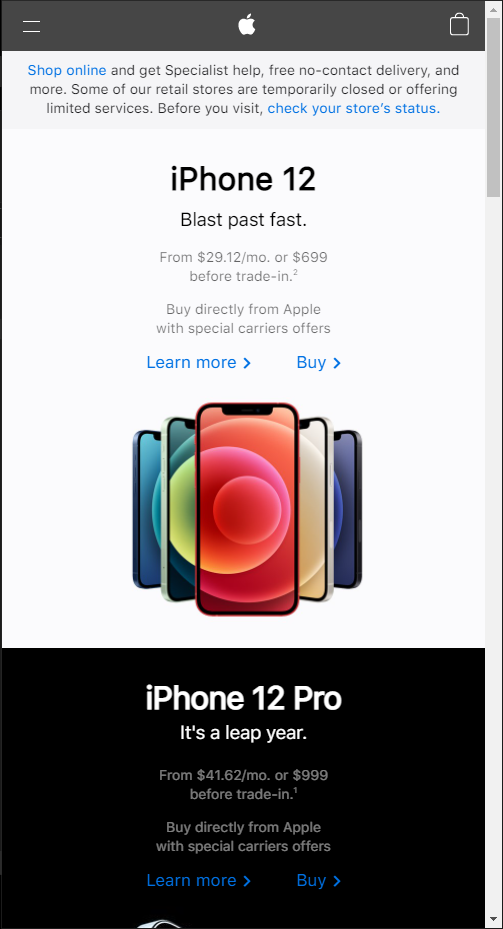 Shop online and get Specialist help, free no-contact delivery, and
more. Some of our retail stores are temporarily closed or offering
limited services. Before you visit, check your store’s status.
iPhone 12
Blast past fast.
From $29.12/mo. or $699
before trade-in.²
Buy directly from Apple
with special carriers offers
Learn more > Buy >
iPhone 12 Pro
It's a leap year.
From $41.62/mo. or $999
before trade-in.¹
Buy directly from Apple
with special carriers offers
Learn more > Buy >